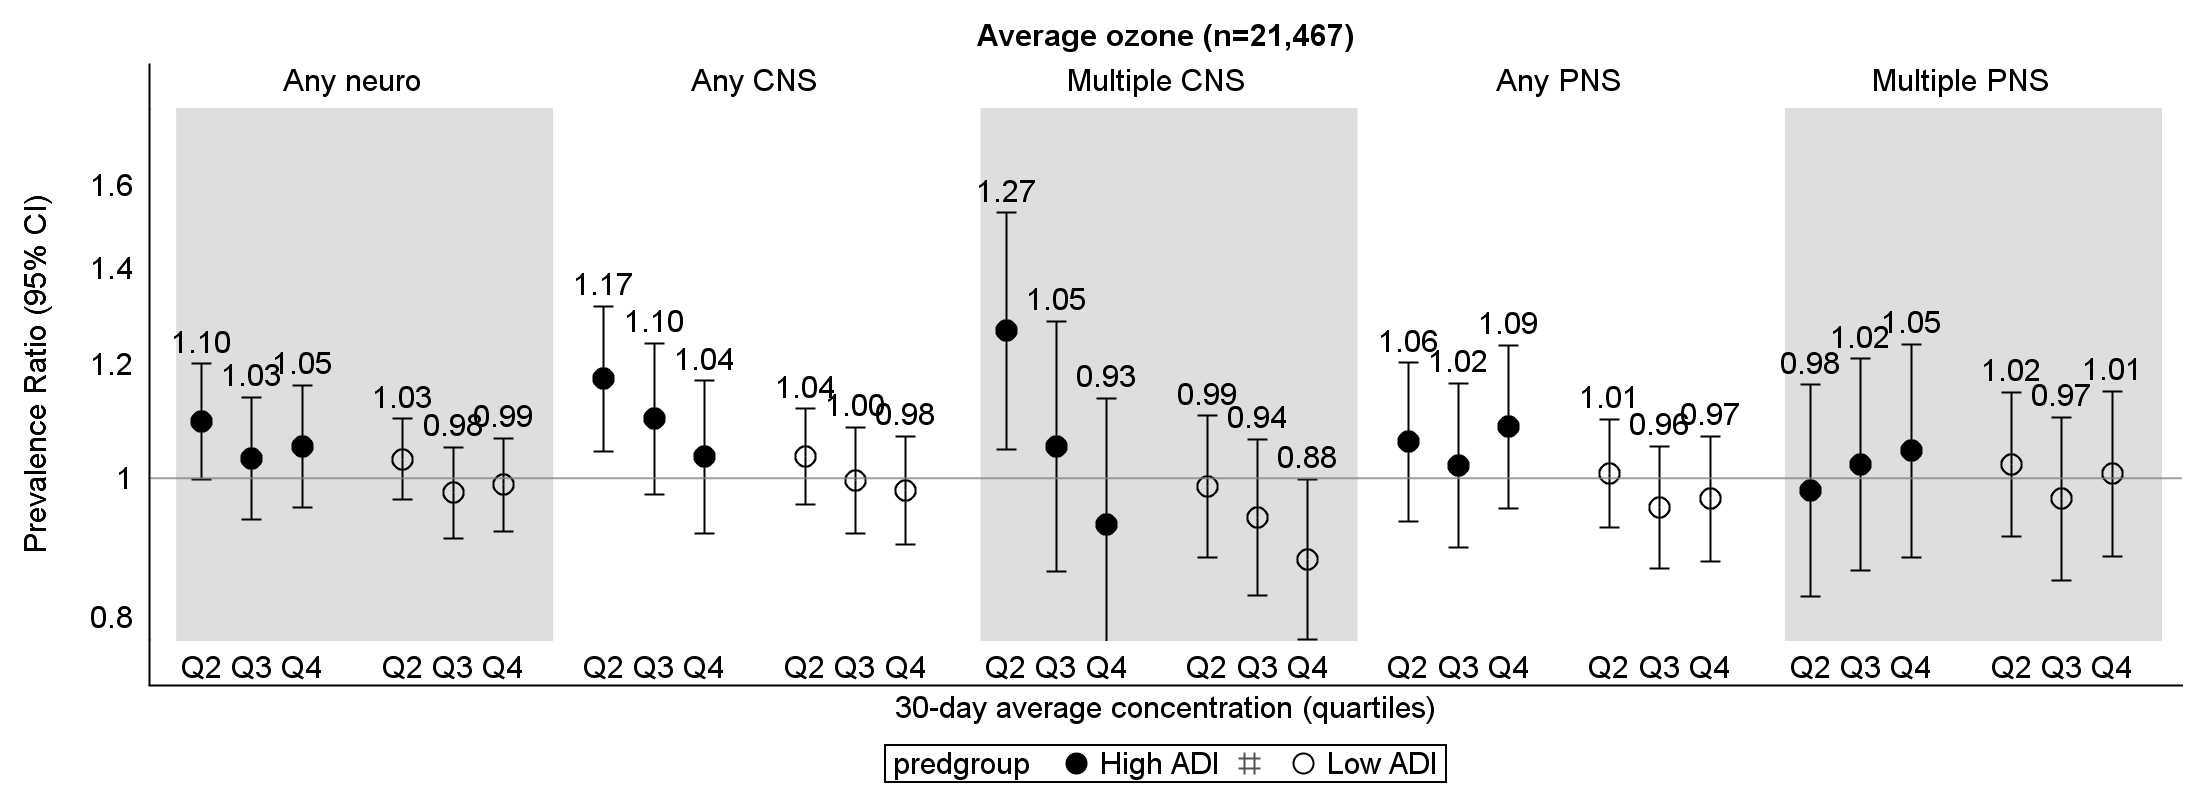 Average ozone (n=21,467)
Any neuro Any CNS Multiple CNS Any PNS Multiple PNS
Prevalence Ratio (95% CI)
1.6
1.4
1.2
1
0.8
1.10 1.03 1.05 1.03 0.98 0.99
1.17 1.10 1.04 1.04 1.00 0.98
1.27 1.05 0.93 0.99 0.94 0.88
1.06 1.02 1.09 1.01 0.96 0.97
0.98 1.02 1.05 1.02 0.97 1.01
Q2 Q3 Q4 Q2 Q3 Q4 Q2 Q3 Q4 Q2 Q3 Q4 Q2 Q3 Q4 Q2 Q3 Q4 Q2 Q3 Q4 Q2 Q3 Q4 Q2 Q3 Q4 Q2 Q3 Q4
30-day average concentration (quartiles)
predgroup High ADI Low ADI